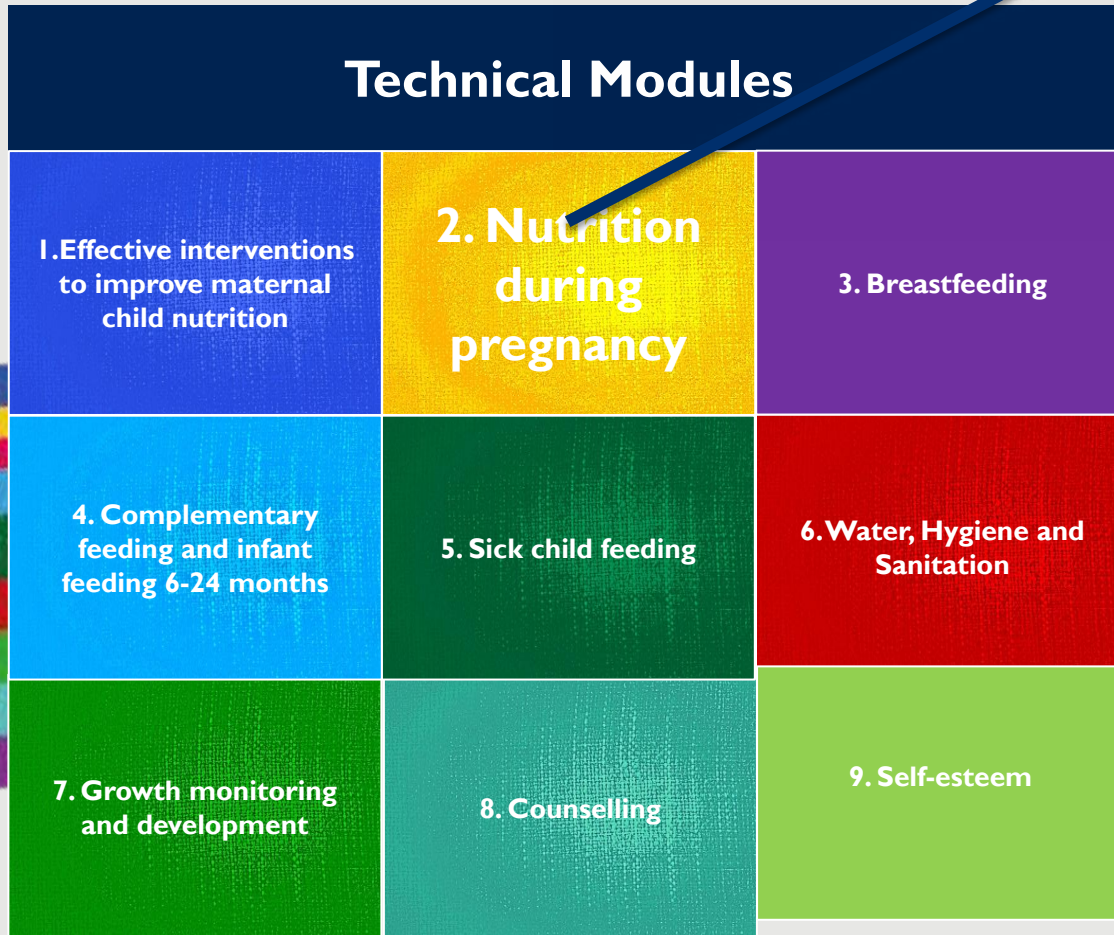 Technical Modules
1.Effective interventions
to improve maternal
child nutrition
2. Nutrition
during
pregnancy
3. Breastfeeding
4. Complementary
feeding and infant
feeding 6-24 months
5. Sick child feeding
6. Water, Hygiene and
Sanitation
7. Growth monitoring
and development
8. Counselling
9. Self-esteem